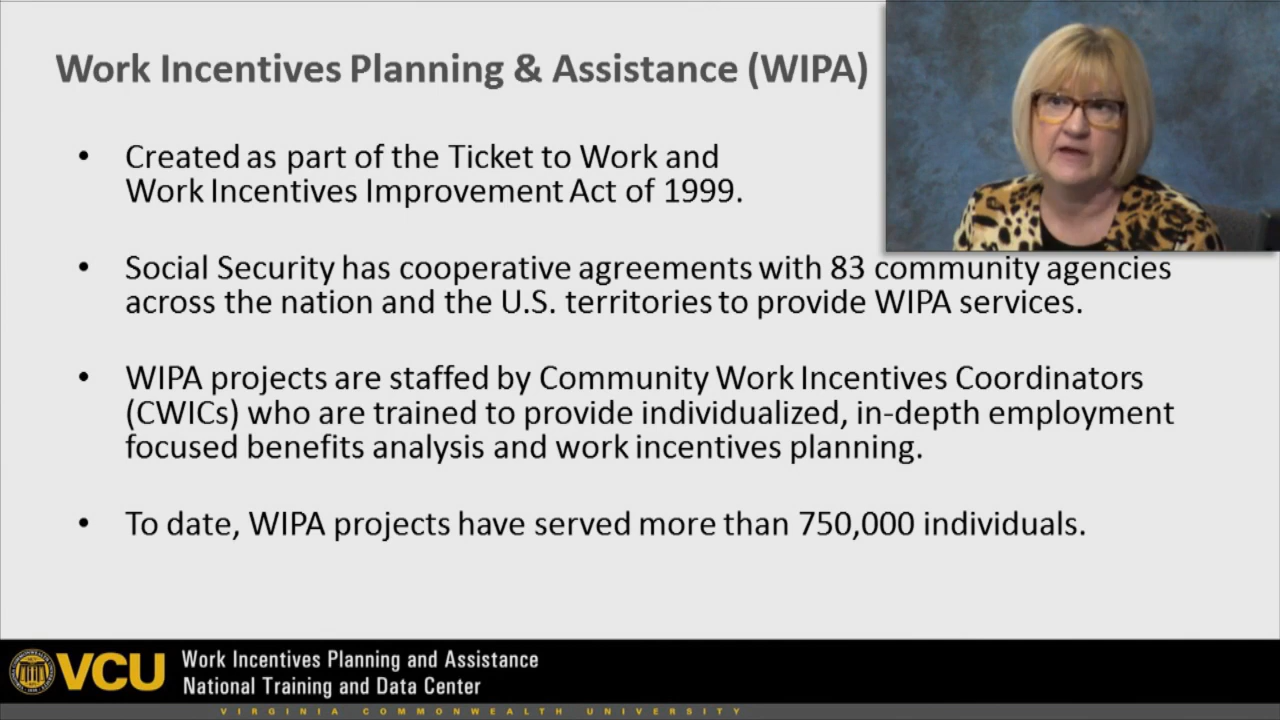 Work Incentives Planning & Assistance (WIPA)
• Created as part of the Ticket to Work and
Work Incentives Improvement Act of 1999.
• Social Security has cooperative agreements with 83 community agencies
across the nation and the U.S. territories to provide WIPA services.
• WIPA projects are staffed by Community Work Incentives Coordinators
(CWICs) who are trained to provide individualized, in-depth employment
focused benefits analysis and work incentives planning.
• To date, WIPA projects have served more than 750,000 individuals.
VCU
Work Incentives Planning and Assistance
National Training and Data Center
VIRGINIA COMMONWEALTH UNIVERSITY